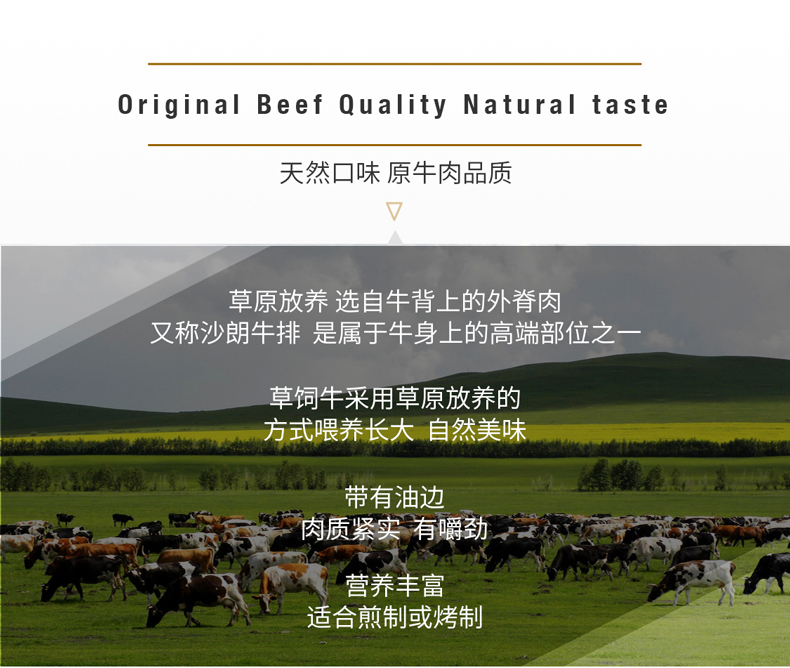 Original Beef Quality Natural taste
天然口味 原牛肉品质
草原放养 选自牛背上的外脊肉
又称沙朗牛排 是属于牛身上的高端部位之一
草饲牛采用草原放养的
方式喂养长大 自然美味
带有油边
肉质紧实 有嚼劲
营养丰富
适合煎制或烤制